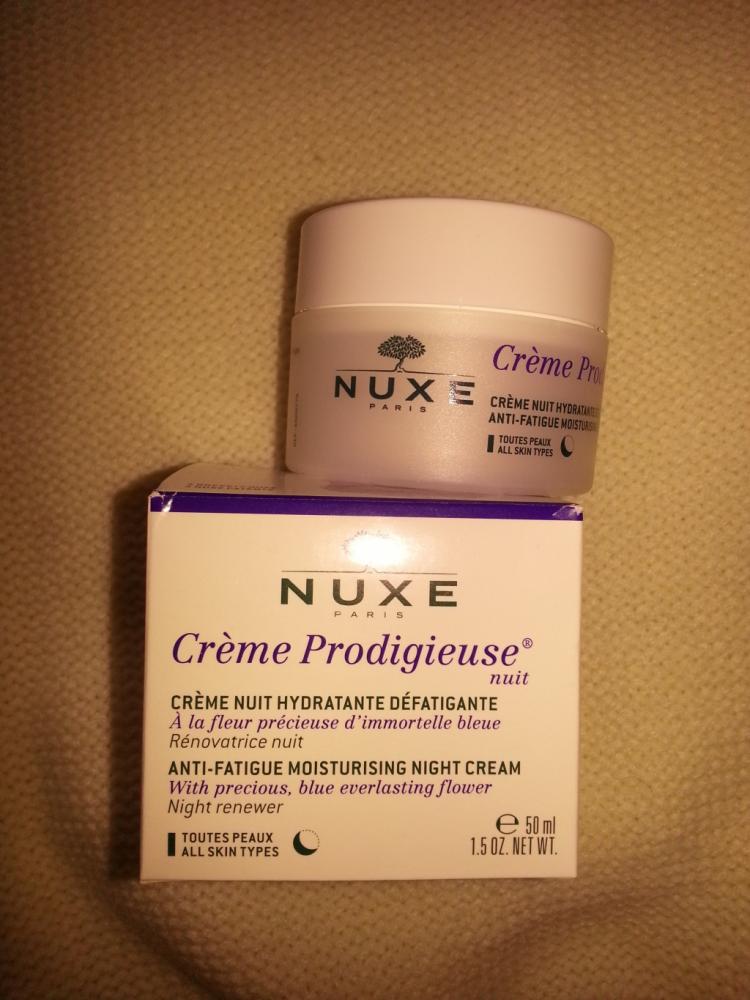 NUXE
PARIS
Crème Pro
CRÈME NUIT HYDRATANTE
ANTI-FATIGUE MOISTURIS
TOUTES PEAUX
ALL SKIN TYPES
NUXE
PARIS
Crème Prodigieuse®
nuit
CRÈME NUIT HYDRATANTE DÉFATIGANTE
À la fleur précieuse d'immortelle bleue
Rénovatrice nuit
ANTI-FATIGUE MOISTURISING NIGHT CREAM
With precious, blue everlasting flower
Night renewer
TOUTES PEAUX
ALL SKIN TYPES
℮ 50 ml
1.5 OZ. NET WT.